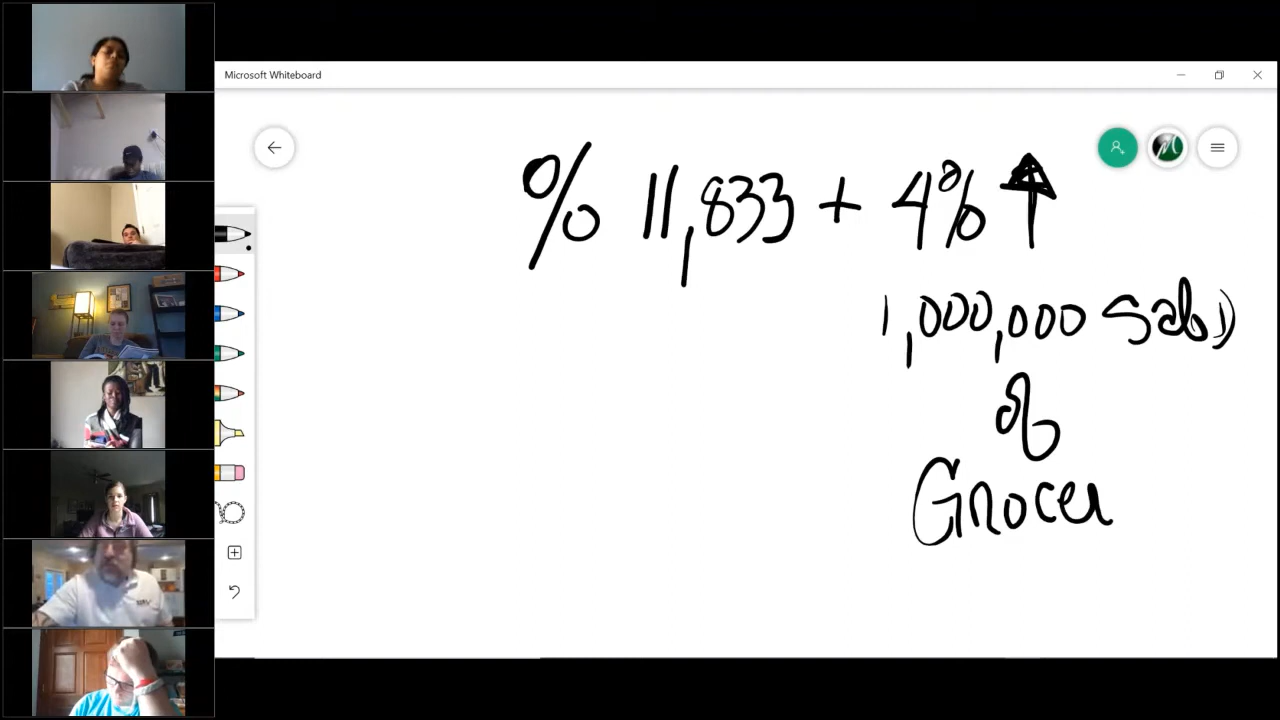 Microsoft Whiteboard
% 11,833 + 4% ↑
1,000,000 Sales
of
Grocer